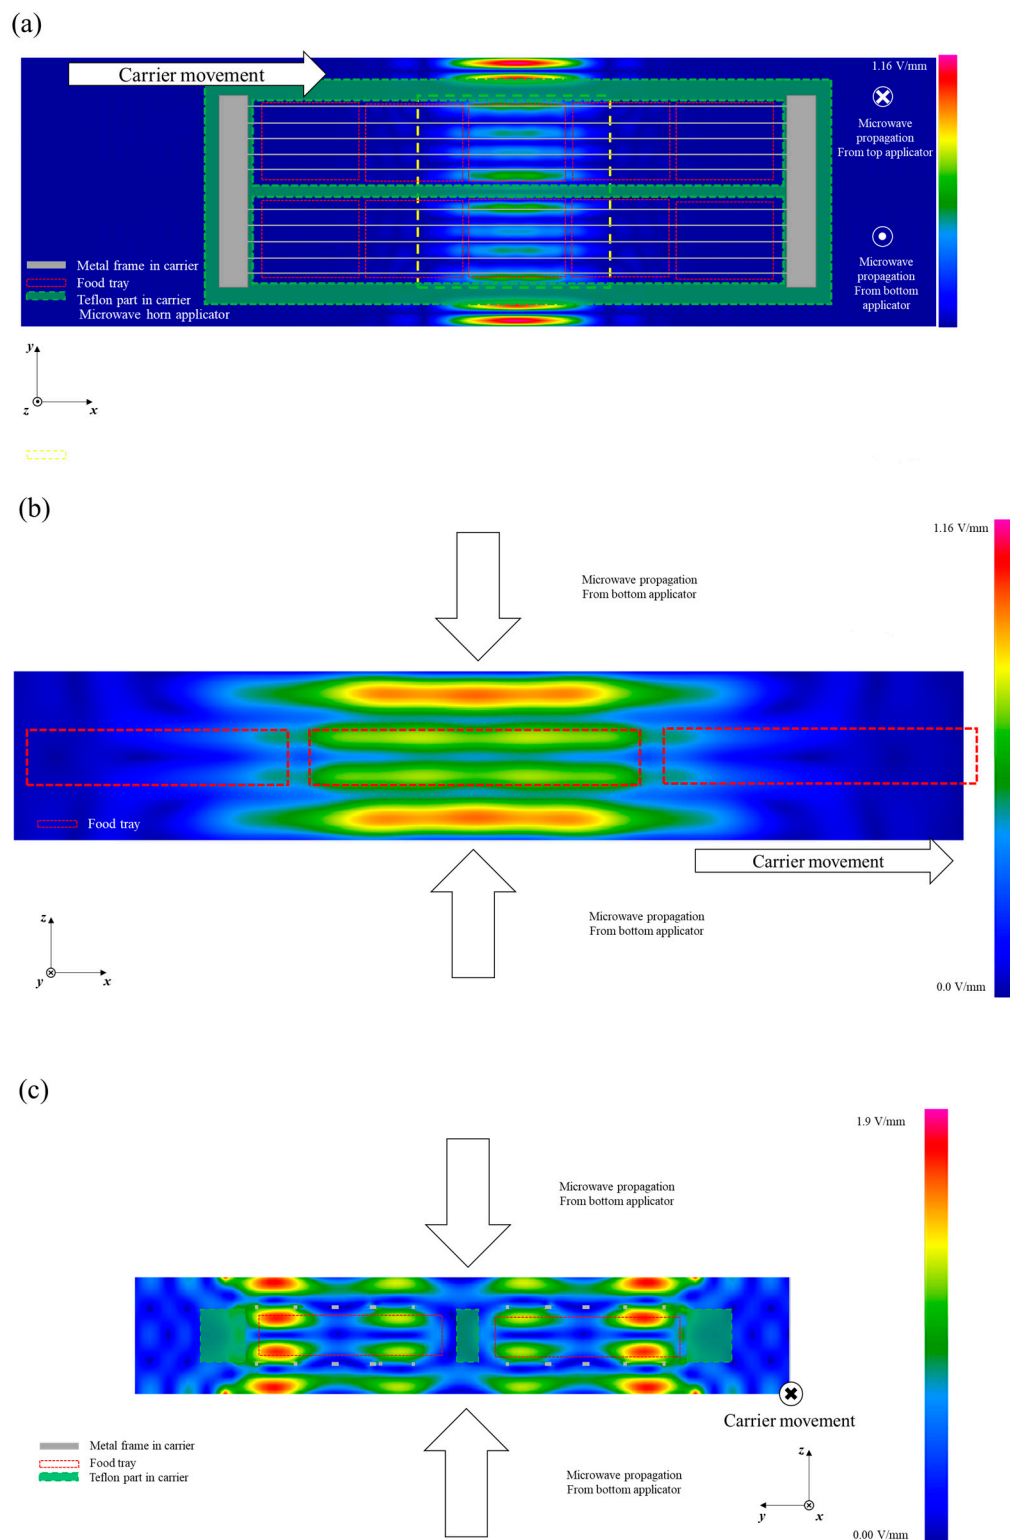 (a)
Carrier movement
1.16 V/mm
Microwave
propagation
From top applicator
Microwave
propagation
From bottom
applicator
Metal frame in carrier
Food tray
Teflon part in carrier
Microwave horn applicator
y
z
x
(b)
1.16 V/mm
Microwave propagation
From bottom applicator
Food tray
Carrier movement
Microwave propagation
From bottom applicator
z
y
x
0.0 V/mm
(c)
1.9 V/mm
Microwave propagation
From bottom applicator
Carrier movement
Metal frame in carrier
Food tray
Teflon part in carrier
Microwave propagation
From bottom applicator
z
y
x
0.00 V/mm